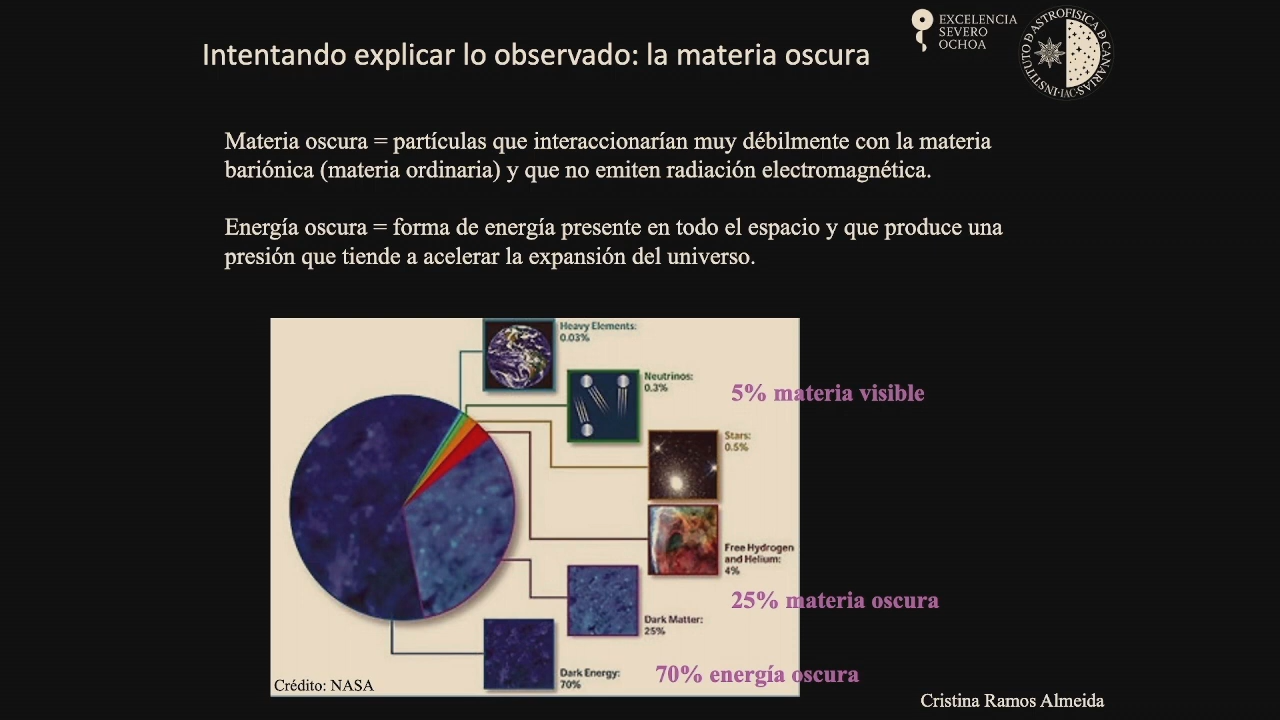 EXCELENCIA
SEVERO
OCHOA
INSTITUTO D ASTROFISICA D CANARIAS
·IAC·
Intentando explicar lo observado: la materia oscura
Materia oscura = partículas que interaccionarían muy débilmente con la materia
bariónica (materia ordinaria) y que no emiten radiación electromagnética.
Energía oscura = forma de energía presente en todo el espacio y que produce una
presión que tiende a acelerar la expansión del universo.
Heavy Elements:
0.03%
Neutrinos:
0.3%
5% materia visible
Stars:
0.5%
Free Hydrogen
and Helium:
4%
25% materia oscura
Dark Matter:
25%
Dark Energy:
70%
70% energía oscura
Crédito: NASA
Cristina Ramos Almeida